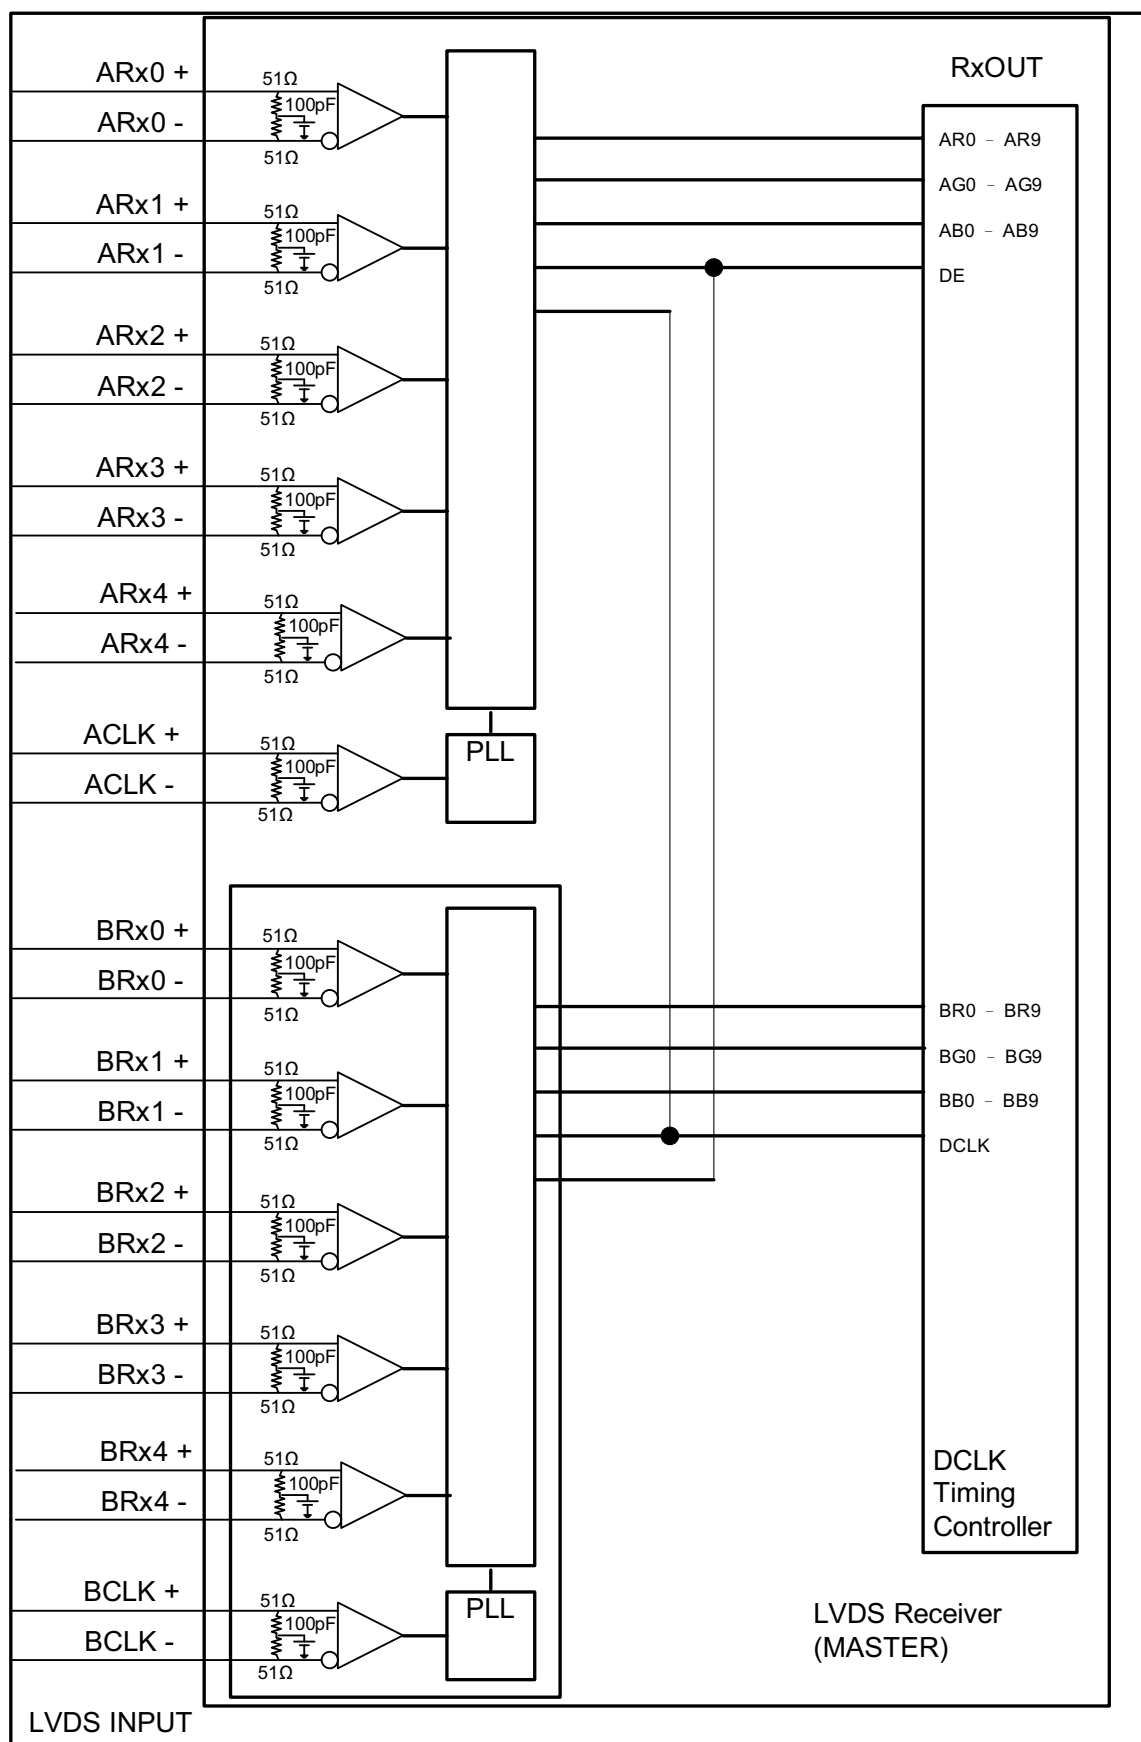 RxOUT
ARx0 +
51Ω
100pF
ARx0 -
51Ω
AR0 – AR9
AG0 – AG9
ARx1 +
51Ω
100pF
AB0 – AB9
ARx1 -
51Ω
DE
ARx2 +
51Ω
100pF
ARx2 -
51Ω
ARx3 +
51Ω
100pF
ARx3 -
51Ω
ARx4 +
51Ω
100pF
ARx4 -
51Ω
ACLK +
51Ω
100pF
PLL
ACLK -
51Ω
BRx0 +
51Ω
100pF
BRx0 -
51Ω
BR0 – BR9
BG0 – BG9
BRx1 +
51Ω
100pF
BB0 – BB9
BRx1 -
51Ω
DCLK
BRx2 +
51Ω
100pF
BRx2 -
51Ω
BRx3 +
51Ω
100pF
BRx3 -
51Ω
BRx4 +
51Ω
100pF
BRx4 -
51Ω
DCLK
Timing
Controller
BCLK +
51Ω
100pF
PLL
BCLK -
51Ω
LVDS Receiver
(MASTER)
LVDS INPUT